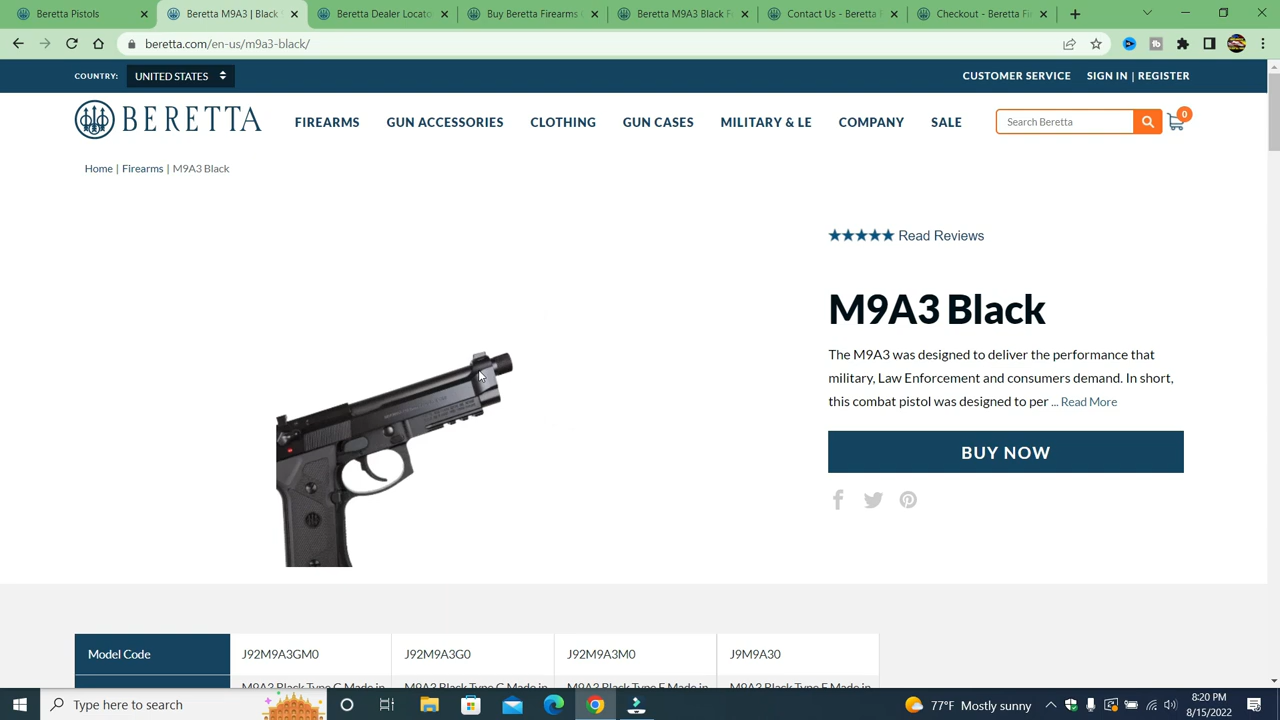 Beretta Pistols
Beretta M9A3 | Black
Beretta Dealer Locato
Buy Beretta Firearms
Beretta M9A3 Black F
Contact Us - Beretta
Checkout - Beretta Fi
beretta.com/en-us/m9a3-black/
COUNTRY: UNITED STATES
CUSTOMER SERVICE SIGN IN | REGISTER
BERETTA
FIREARMS GUN ACCESSORIES CLOTHING GUN CASES MILITARY & LE COMPANY SALE
Search Beretta
0
Home | Firearms | M9A3 Black
★★★★★ Read Reviews
M9A3 Black
The M9A3 was designed to deliver the performance that
military, Law Enforcement and consumers demand. In short,
this combat pistol was designed to per ... Read More
BUY NOW
Model Code J92M9A3GM0 J92M9A3G0 J92M9A3M0 J9M9A30
M9A3 Black Type G Made in M9A3 Black Type G Made in M9A3 Black Type F Made in M9A3 Black Type F Made in
Type here to search
77°F Mostly sunny
8:20 PM
8/15/2022